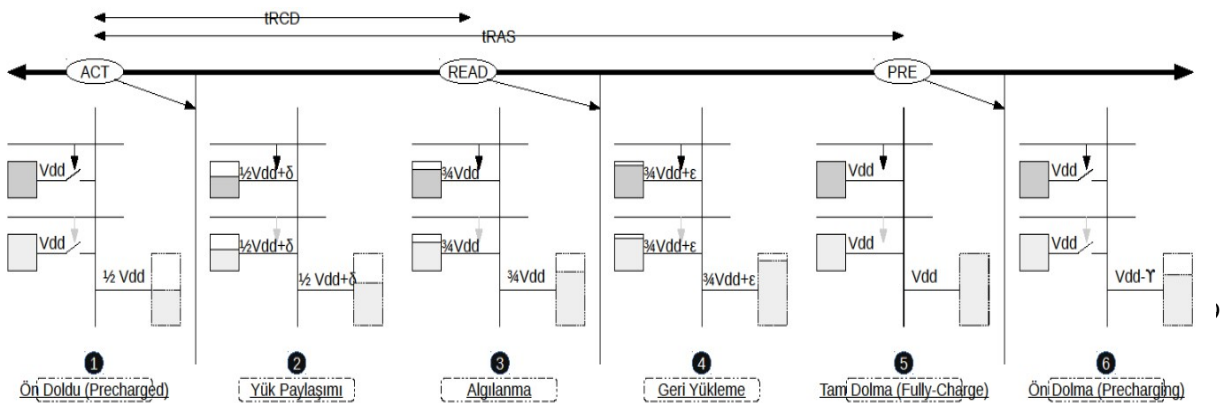 tRCD
tRAS
ACT READ PRE
Vdd ½Vdd+δ ¾Vdd ¾Vdd+ε Vdd Vdd
Vdd ½Vdd+δ ¾Vdd ¾Vdd+ε Vdd Vdd
½ Vdd ½ Vdd+δ ¾Vdd ¾Vdd+ε Vdd Vdd-ϒ
1 2 3 4 5 6
Ön Doldu (Precharged) Yük Paylaşımı Algılanma Geri Yükleme Tam Dolma (Fully-Charge) Ön Dolma (Precharging)